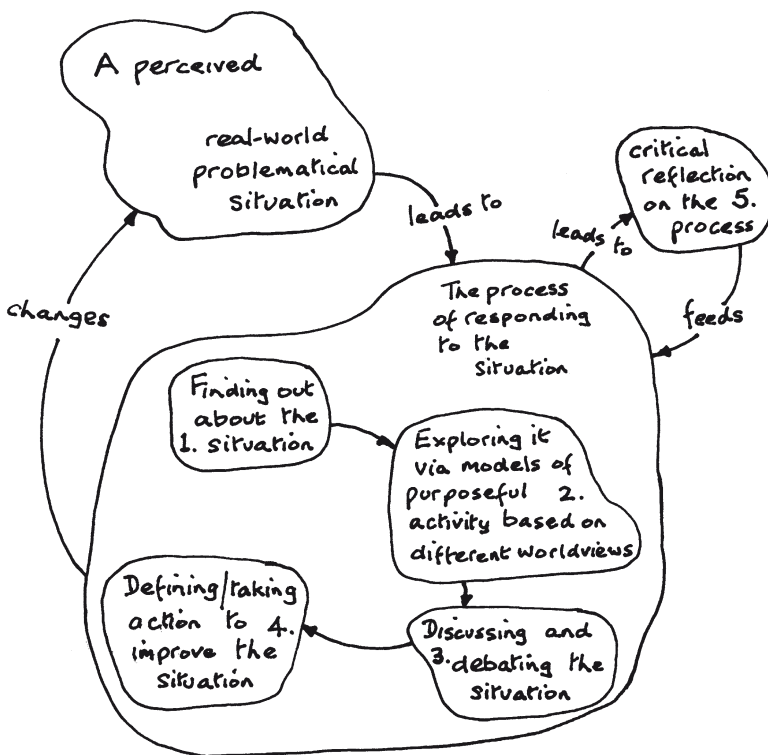 A perceived
real-world
problematical
situation
leads to
critical
reflection
on the 5.
process
leads to
feeds
changes
The process
of responding
to the
situation
Finding out
about the
1. situation
Exploring it
via models of
purposeful 2.
activity based on
different worldviews
Discussing and
3. debating the
situation
Defining/taking
action to 4.
improve the
situation